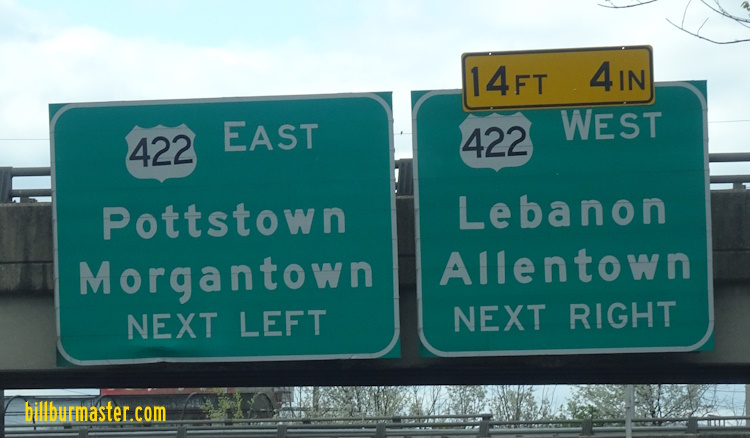 422 EAST
Pottstown
Morgantown
NEXT LEFT
14 FT 4 IN
422 WEST
Lebanon
Allentown
NEXT RIGHT
billburmaster.com